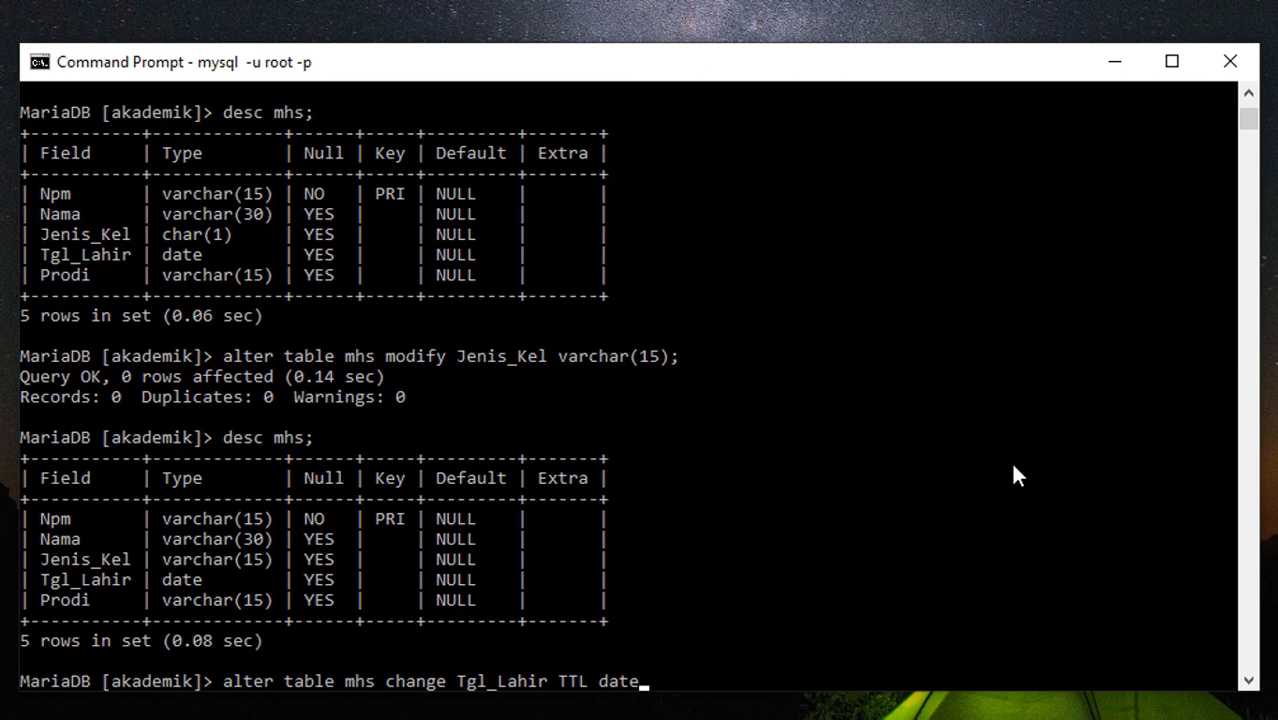 Command Prompt - mysql  -u root -p
MariaDB [akademik]> desc mhs;
+-----------+-------------+------+-----+---------+-------+
| Field     | Type        | Null | Key | Default | Extra |
+-----------+-------------+------+-----+---------+-------+
| Npm       | varchar(15) | NO   | PRI | NULL    |       |
| Nama      | varchar(30) | YES  |     | NULL    |       |
| Jenis_Kel | char(1)     | YES  |     | NULL    |       |
| Tgl_Lahir | date        | YES  |     | NULL    |       |
| Prodi     | varchar(15) | YES  |     | NULL    |       |
+-----------+-------------+------+-----+---------+-------+
5 rows in set (0.06 sec)
MariaDB [akademik]> alter table mhs modify Jenis_Kel varchar(15);
Query OK, 0 rows affected (0.14 sec)
Records: 0  Duplicates: 0  Warnings: 0
MariaDB [akademik]> desc mhs;
+-----------+-------------+------+-----+---------+-------+
| Field     | Type        | Null | Key | Default | Extra |
+-----------+-------------+------+-----+---------+-------+
| Npm       | varchar(15) | NO   | PRI | NULL    |       |
| Nama      | varchar(30) | YES  |     | NULL    |       |
| Jenis_Kel | varchar(15) | YES  |     | NULL    |       |
| Tgl_Lahir | date        | YES  |     | NULL    |       |
| Prodi     | varchar(15) | YES  |     | NULL    |       |
+-----------+-------------+------+-----+---------+-------+
5 rows in set (0.08 sec)
MariaDB [akademik]> alter table mhs change Tgl_Lahir TTL date